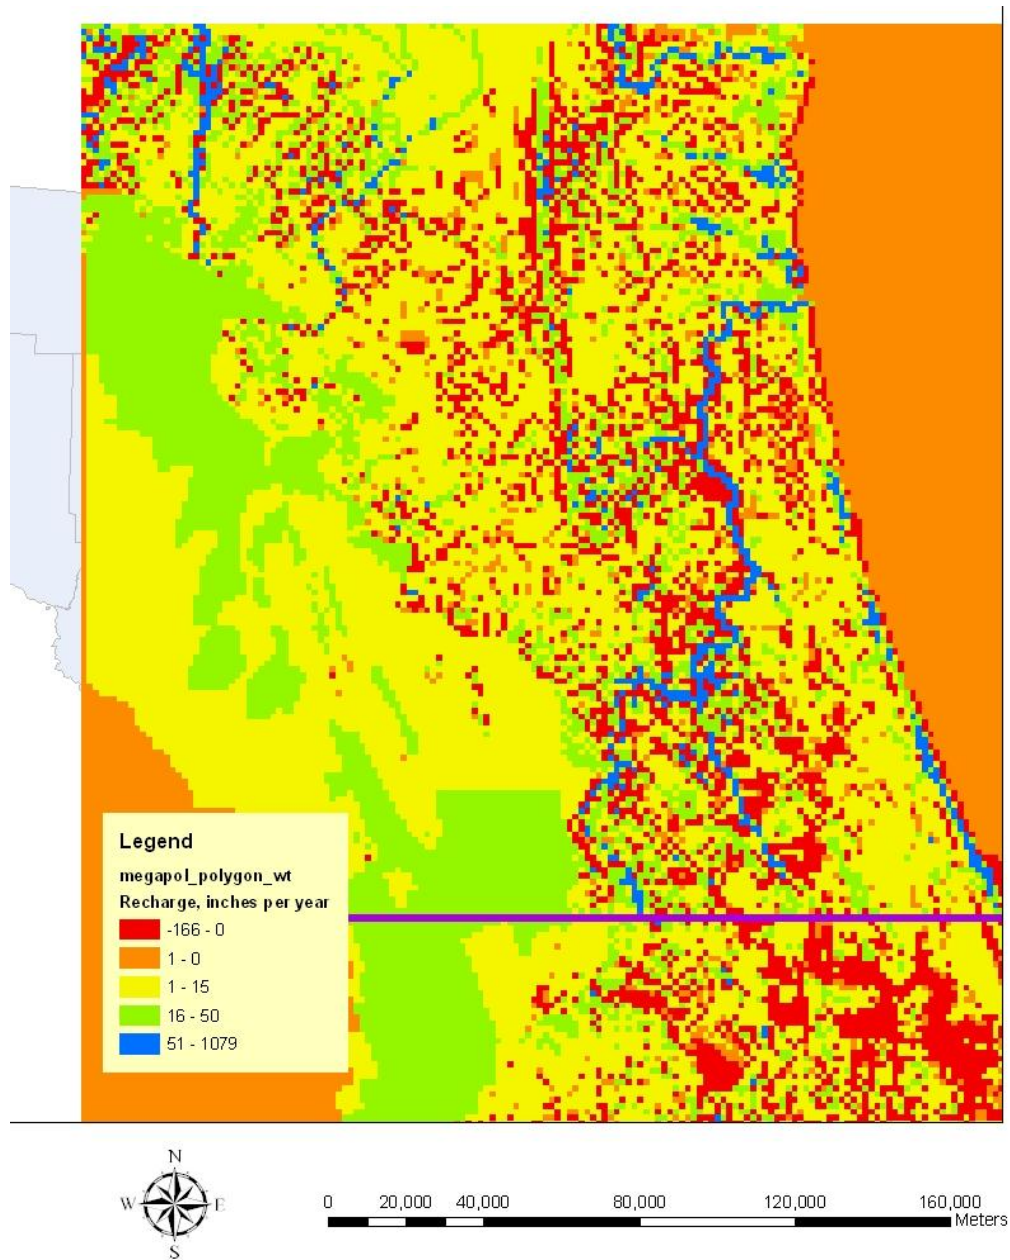 Legend
megapol_polygon_wt
Recharge, inches per year
-166 - 0
1 - 0
1 - 15
16 - 50
51 - 1079
N
W E
S
0 20,000 40,000 80,000 120,000 160,000
Meters